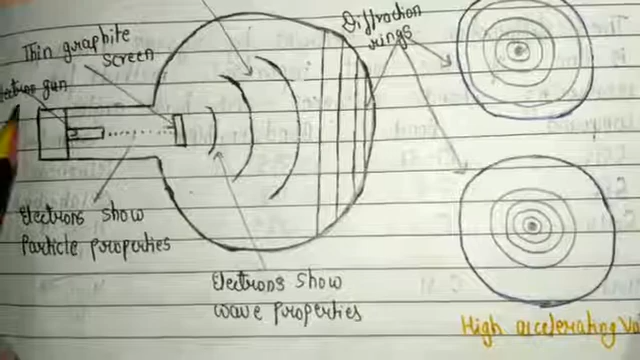 Thin graphite
screen
Diffraction
rings
electron gun
Electrons show
Particle properties
Electrons show
wave properties
High accelerating